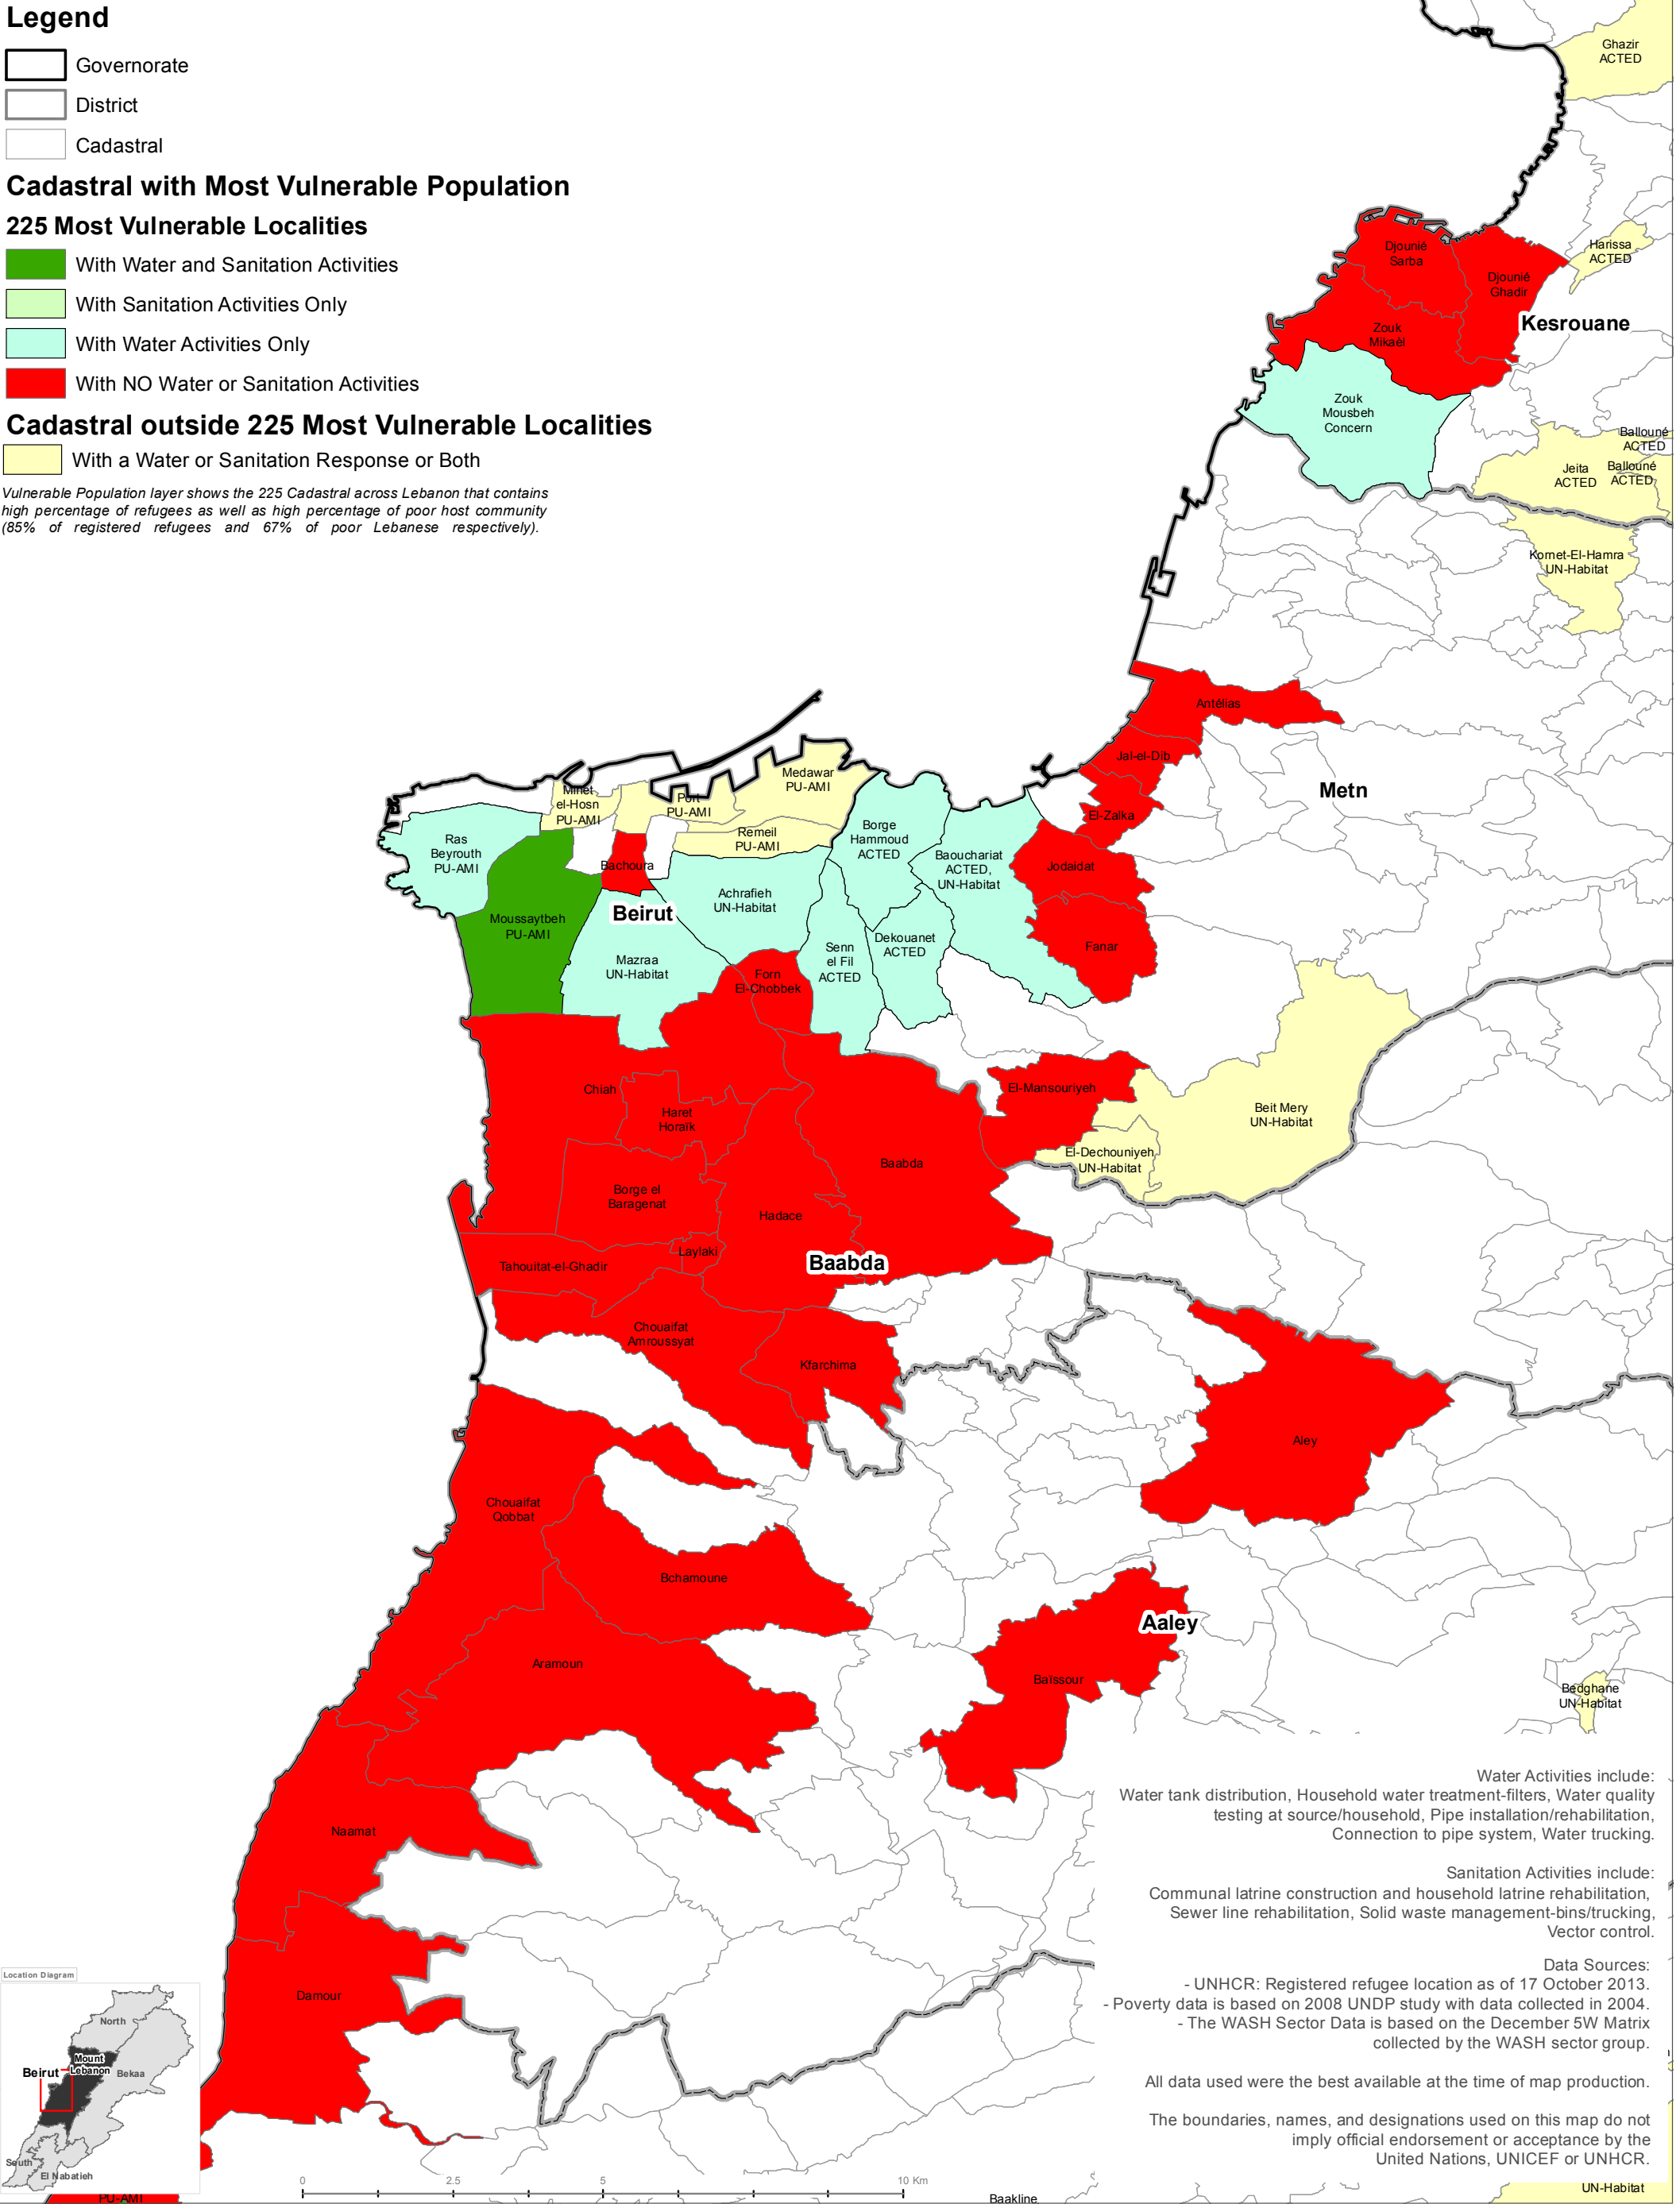 Legend
Governorate
District
Cadastral
Cadastral with Most Vulnerable Population
225 Most Vulnerable Localities
With Water and Sanitation Activities
With Sanitation Activities Only
With Water Activities Only
With NO Water or Sanitation Activities
Cadastral outside 225 Most Vulnerable Localities
With a Water or Sanitation Response or Both
Vulnerable Population layer shows the 225 Cadastral across Lebanon that contains
high percentage of refugees as well as high percentage of poor host community
(85% of registered refugees and 67% of poor Lebanese respectively).
Ghazir
ACTED
Harissa
ACTED
Djounié
Sarba
Djounié
Ghadir
Kesrouane
Zouk
Mikaël
Zouk
Mousbeh
Concern
Ballouné
ACTED
Jeita
ACTED
Ballouné
ACTED
Kornet-El-Hamra
UN-Habitat
Antélias
Jal-el-Dib
Metn
El-Zalka
Medawar
PU-AMI
Minet
el-Hosn
PU-AMI
Port
PU-AMI
Remeil
PU-AMI
Ras
Beyrouth
PU-AMI
Borge
Hammoud
ACTED
Baouchariat
ACTED,
UN-Habitat
Jodaidat
Bachoura
Achrafieh
UN-Habitat
Beirut
Moussaytbeh
PU-AMI
Dekouanet
ACTED
Fanar
Senn
el Fil
ACTED
Mazraa
UN-Habitat
Forn
El-Chobbek
Chiah
Haret
Horaïk
El-Mansouriyeh
Beit Mery
UN-Habitat
El-Dechouniyeh
UN-Habitat
Baabda
Borge el
Baragenat
Hadace
Laylaki
Baabda
Tahouitat-el-Ghadir
Chouaifat
Amroussyat
Kfarchima
Aley
Chouaifat
Qobbat
Bchamoune
Aaley
Aramoun
Baïssour
Bedghane
UN-Habitat
Naamat
Damour
Water Activities include:
Water tank distribution, Household water treatment-filters, Water quality
testing at source/household, Pipe installation/rehabilitation,
Connection to pipe system, Water trucking.
Sanitation Activities include:
Communal latrine construction and household latrine rehabilitation,
Sewer line rehabilitation, Solid waste management-bins/trucking,
Vector control.
Data Sources:
- UNHCR: Registered refugee location as of 17 October 2013.
- Poverty data is based on 2008 UNDP study with data collected in 2004.
- The WASH Sector Data is based on the December 5W Matrix
collected by the WASH sector group.
All data used were the best available at the time of map production.
The boundaries, names, and designations used on this map do not
imply official endorsement or acceptance by the
United Nations, UNICEF or UNHCR.
Location Diagram
North
Mount
Lebanon
Beirut
Bekaa
South
El Nabatieh
0 2.5 5 10 Km
PU-AMI
Baakline
UN-Habitat